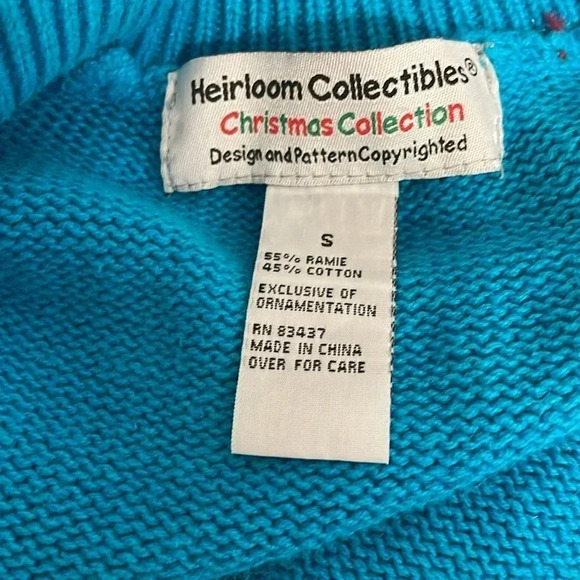 Heirloom Collectibles®
Christmas Collection
Design and Pattern Copyrighted
S
55% RAMIE
45% COTTON
EXCLUSIVE OF
ORNAMENTATION
RN 83437
MADE IN CHINA
OVER FOR CARE